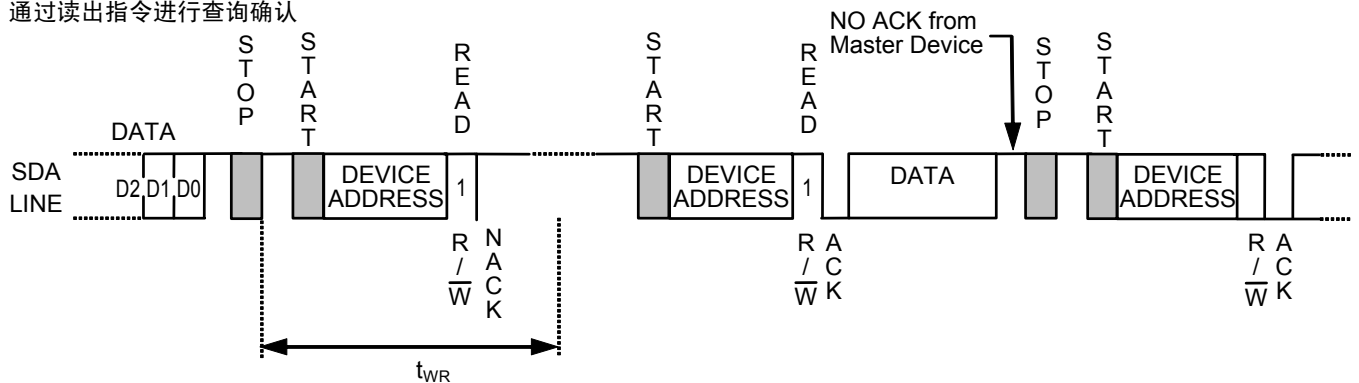 通过读出指令进行查询确认
NO ACK from
Master Device
STOP
START
READ
START
READ
STOP
START
DATA
SDA
LINE
D2 D1 D0
DEVICE
ADDRESS
1
DEVICE
ADDRESS
1
DATA
DEVICE
ADDRESS
R/W
NACK
R/W
ACK
R/W
ACK
tWR